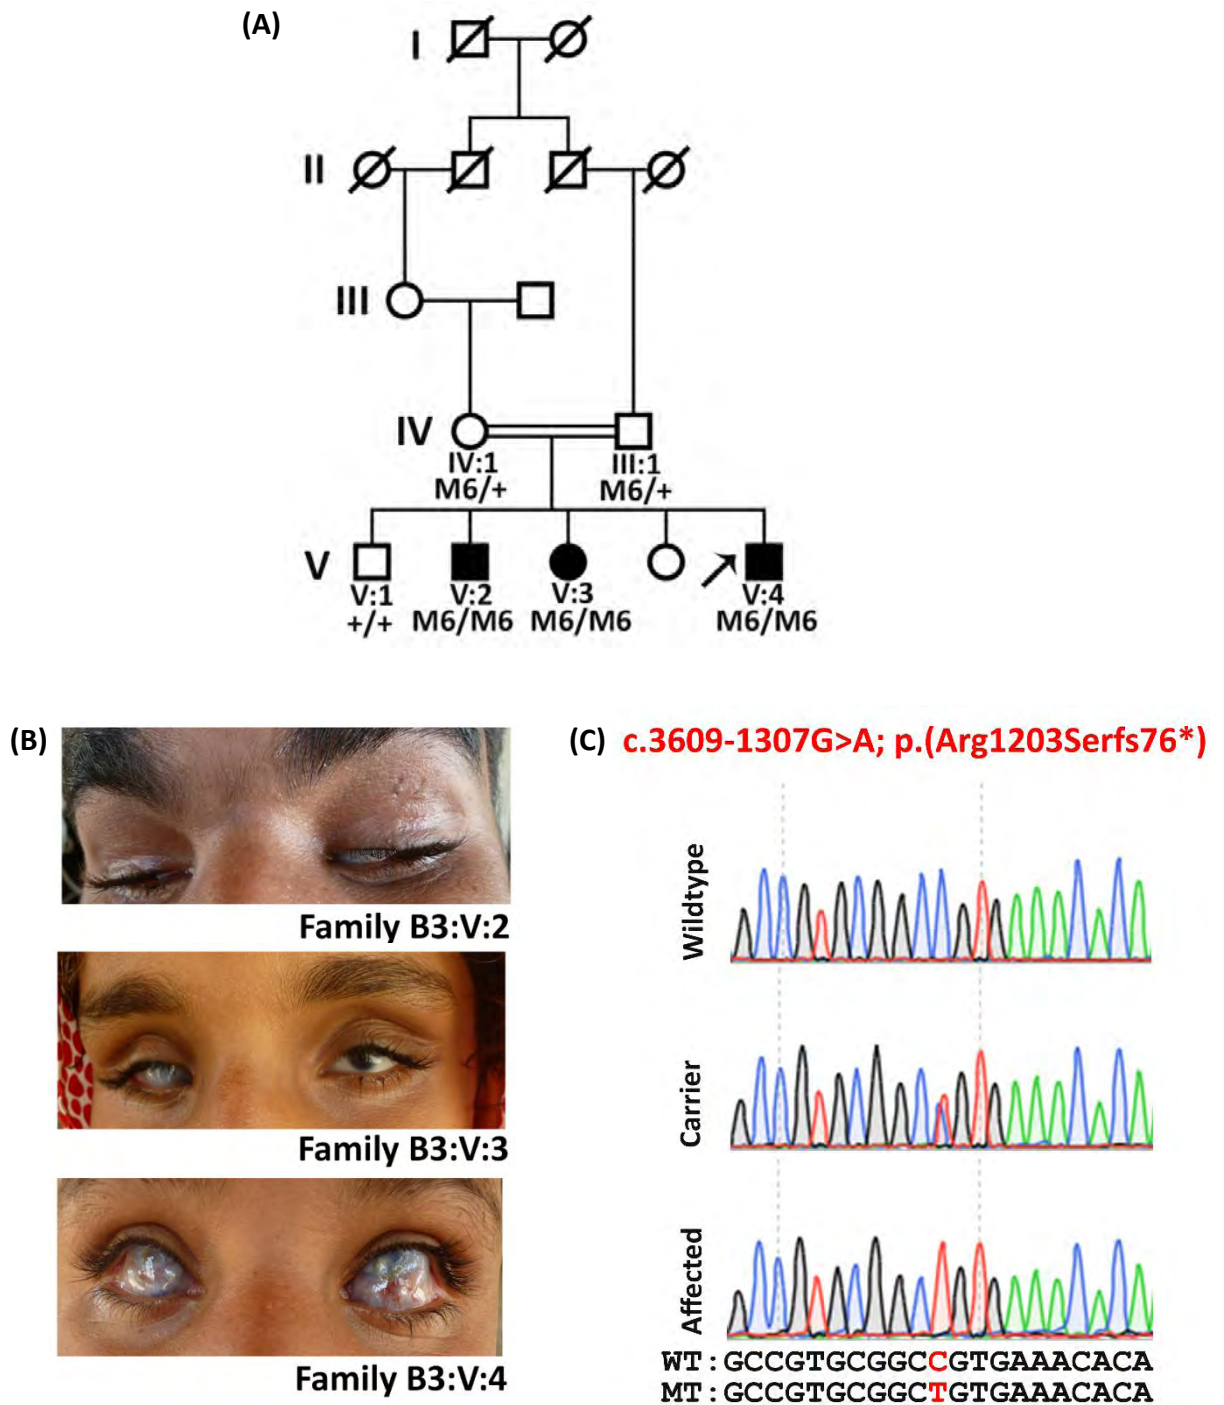 (A)
I
II
III
IV
IV:1
M6/+
III:1
M6/+
V
V:1
+/+
V:2
M6/M6
V:3
M6/M6
V:4
M6/M6
(B)
Family B3:V:2
Family B3:V:3
Family B3:V:4
(C) c.3609-1307G>A; p.(Arg1203Serfs76*)
Wildtype
Carrier
Affected
WT:GCCGTGCGGCCGTGAAACACA
MT:GCCGTGCGGCTGTGAAACACA